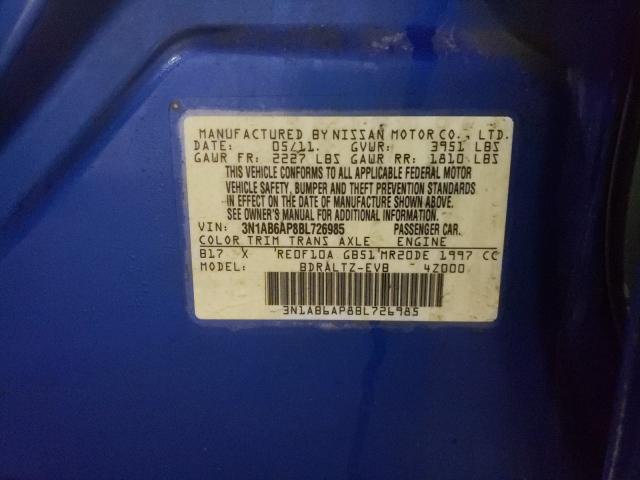 MANUFACTURED BY NISSAN MOTOR CO., LTD.
DATE: 05/11. GVWR: 3951 LBS
GAWR FR: 2227 LBS GAWR RR: 1810 LBS
THIS VEHICLE CONFORMS TO ALL APPLICABLE FEDERAL MOTOR
VEHICLE SAFETY, BUMPER AND THEFT PREVENTION STANDARDS
IN EFFECT ON THE DATE OF MANUFACTURE SHOWN ABOVE.
SEE OWNER'S MANUAL FOR ADDITIONAL INFORMATION.
VIN: 3N1AB6AP8BL726985 PASSENGER CAR.
COLOR TRIM TRANS AXLE ENGINE
B17 X RE0F10A GB51 MR20DE 1997 CC
MODEL: BDRALTZ-EVB 4Z000
3N1AB6AP8BL726985